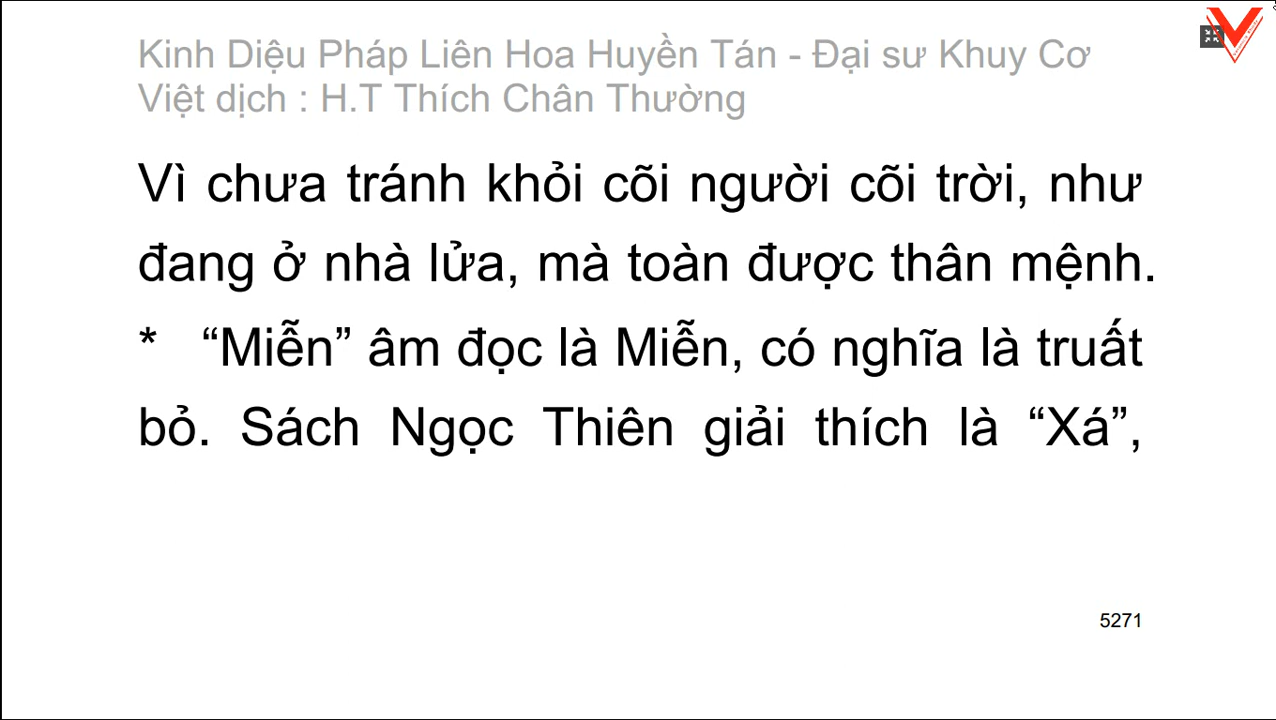 Kinh Diệu Pháp Liên Hoa Huyền Tán - Đại sư Khuy Cơ
Việt dịch : H.T Thích Chân Thường
Vì chưa tránh khỏi cõi người cõi trời, như
đang ở nhà lửa, mà toàn được thân mệnh.
* “Miễn” âm đọc là Miễn, có nghĩa là truất
bỏ. Sách Ngọc Thiên giải thích là “Xá”,
5271